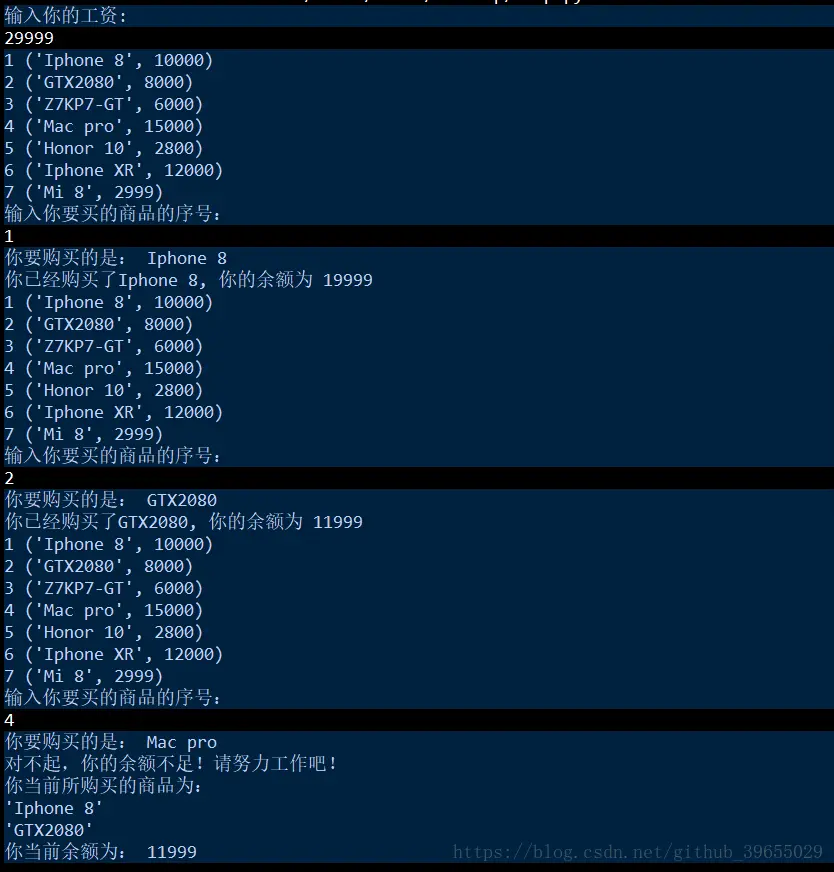 输入你的工资:
29999
1 ('Iphone 8', 10000)
2 ('GTX2080', 8000)
3 ('Z7KP7-GT', 6000)
4 ('Mac pro', 15000)
5 ('Honor 10', 2800)
6 ('Iphone XR', 12000)
7 ('Mi 8', 2999)
输入你要买的商品的序号:
1
你要购买的是: Iphone 8
你已经购买了Iphone 8, 你的余额为 19999
1 ('Iphone 8', 10000)
2 ('GTX2080', 8000)
3 ('Z7KP7-GT', 6000)
4 ('Mac pro', 15000)
5 ('Honor 10', 2800)
6 ('Iphone XR', 12000)
7 ('Mi 8', 2999)
输入你要买的商品的序号:
2
你要购买的是: GTX2080
你已经购买了GTX2080, 你的余额为 11999
1 ('Iphone 8', 10000)
2 ('GTX2080', 8000)
3 ('Z7KP7-GT', 6000)
4 ('Mac pro', 15000)
5 ('Honor 10', 2800)
6 ('Iphone XR', 12000)
7 ('Mi 8', 2999)
输入你要买的商品的序号:
4
你要购买的是: Mac pro
对不起，你的余额不足！请努力工作吧！
你当前所购买的商品为:
'Iphone 8'
'GTX2080'
你当前余额为: 11999
https://blog.csdn.net/github_39655029